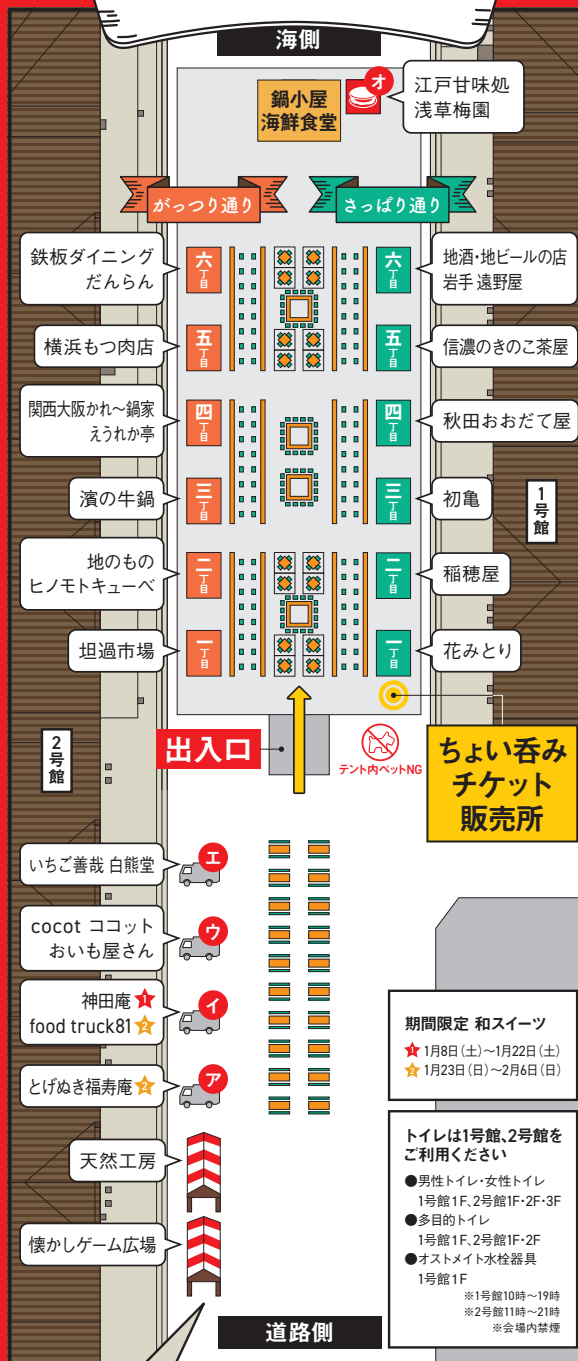 海側
鍋小屋
海鮮食堂
オ
江戸甘味処
浅草梅園
がっつり通り
さっぱり通り
鉄板ダイニング
だんらん
六丁目
六丁目
地酒・地ビールの店
岩手 遠野屋
横浜もつ肉店
五丁目
五丁目
信濃のきのこ茶屋
関西大阪かれ〜鍋家
えうれか亭
四丁目
四丁目
秋田おおだて屋
濱の牛鍋
三丁目
三丁目
初亀
1号館
地のもの
ヒノモトキューベ
二丁目
二丁目
稲穂屋
坦過市場
一丁目
一丁目
花みとり
2号館
出入口
テント内ペットNG
ちょい呑み
チケット
販売所
いちご善哉 白熊堂
エ
cocot ココット
おいも屋さん
ウ
神田庵 1
food truck81 2
イ
とげぬき福寿庵 2
ア
天然工房
懐かしゲーム広場
期間限定 和スイーツ
1 1月8日(土)〜1月22日(土)
2 1月23日(日)〜2月6日(日)
トイレは1号館、2号館を
ご利用ください
●男性トイレ・女性トイレ
1号館1F、2号館1F・2F・3F
●多目的トイレ
1号館1F、2号館1F・2F
●オストメイト水栓器具
1号館1F
※1号館10時〜19時
※2号館11時〜21時
※会場内禁煙
道路側